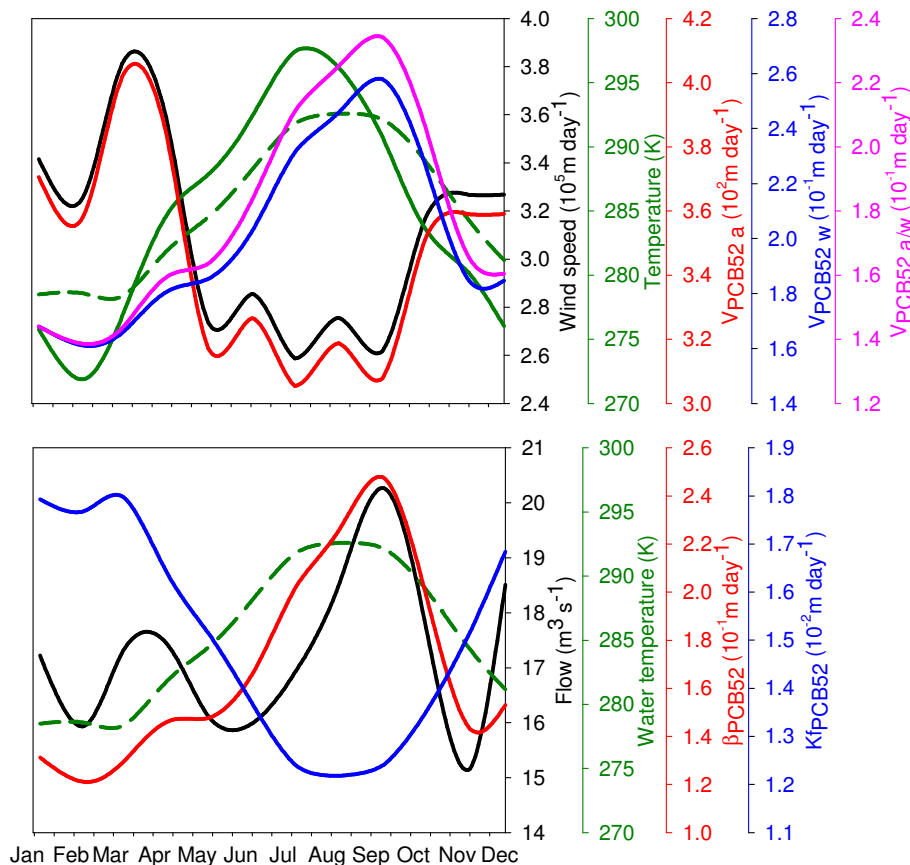 4.0 300 4.2 2.8 2.4
3.8 295 4.0 2.6 2.2
3.6 290 3.8 2.4 2.0
3.4 3.6 2.2
3.2 285 2.0 1.8
3.0 280 3.4 1.8 1.6
2.8 275 3.2 1.6 1.4
2.6
2.4 270 3.0 1.4 1.2
Wind speed (10⁵m day⁻¹)
Temperature (K)
VPCB52 a (10²m day⁻¹)
VPCB52 w (10⁻¹m day⁻¹)
VPCB52 a/w (10⁻¹m day⁻¹)
21 300 2.6 1.9
20 295 2.4 1.8
19 2.2 1.7
18 290 2.0 1.6
17 285 1.8 1.5
16 280 1.6 1.4
15 275 1.4 1.3
1.2 1.2
14 270 1.0 1.1
Flow (m³ s⁻¹)
Water temperature (K)
βPCB52 (10⁻¹m day⁻¹)
KfPCB52 (10⁻²m day⁻¹)
Jan Feb Mar Apr May Jun Jul Aug Sep Oct Nov Dec